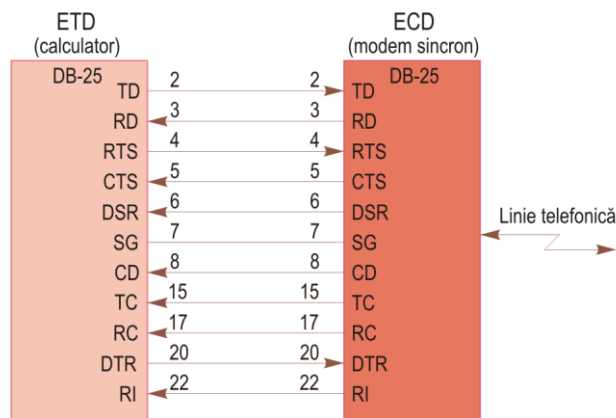 ETD
(calculator)
ECD
(modem sincron)
DB-25
DB-25
TD 2 2 TD
RD 3 3 RD
RTS 4 4 RTS
CTS 5 5 CTS
DSR 6 6 DSR
SG 7 7 SG
CD 8 8 CD
TC 15 15 TC
RC 17 17 RC
DTR 20 20 DTR
RI 22 22 RI
Linie telefonică